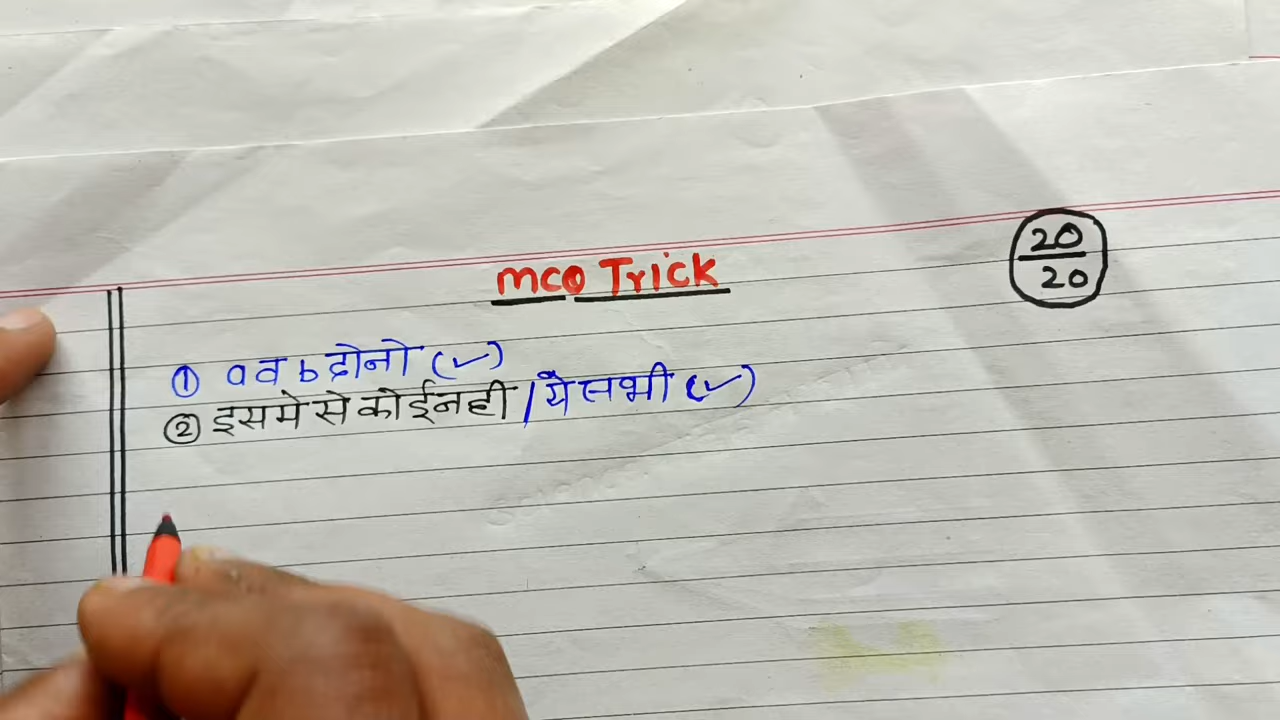 mcq Trick
20
20
① a व b दोनो (✓)
② इसमे से कोई नही / ये सभी (✓)